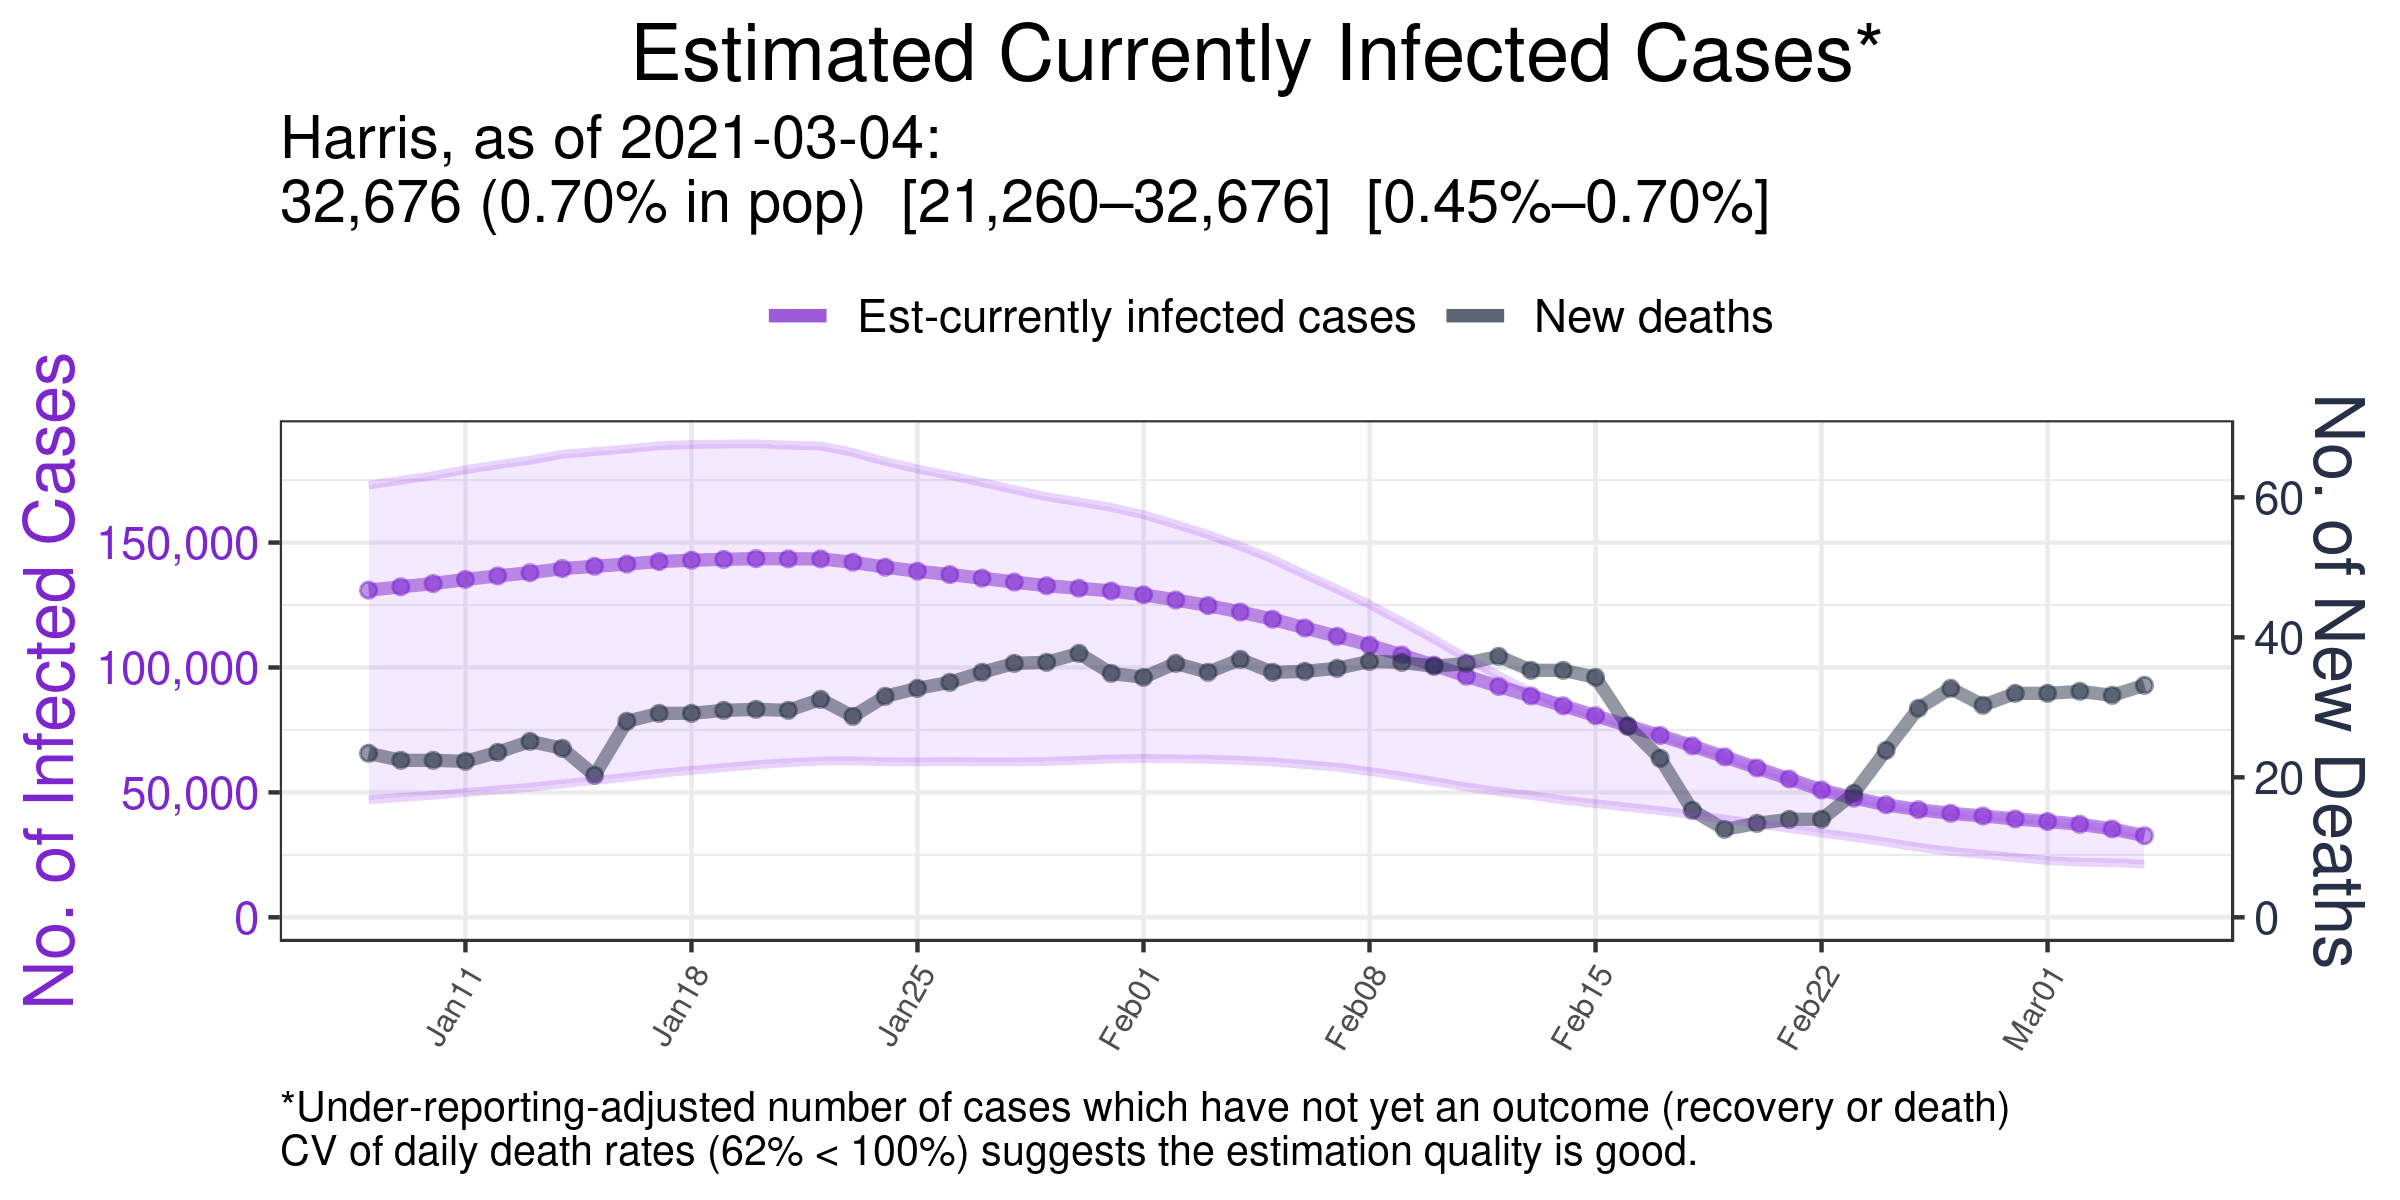 Estimated Currently Infected Cases*
Harris, as of 2021-03-04:
32,676 (0.70% in pop)  [21,260–32,676]  [0.45%–0.70%]
Est-currently infected cases
New deaths
No. of Infected Cases
150,000
100,000
50,000
0
60
40
20
0
No. of New Deaths
Jan11
Jan18
Jan25
Feb01
Feb08
Feb15
Feb22
Mar01
*Under-reporting-adjusted number of cases which have not yet an outcome (recovery or death)
CV of daily death rates (62% < 100%) suggests the estimation quality is good.